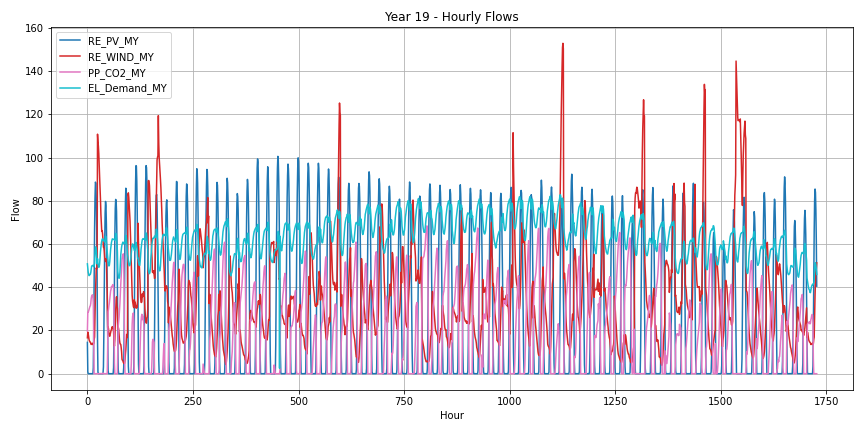 Year 19 - Hourly Flows
160
140
120
100
80
60
40
20
0
Flow
RE_PV_MY
RE_WIND_MY
PP_CO2_MY
EL_Demand_MY
0 250 500 750 1000 1250 1500 1750
Hour